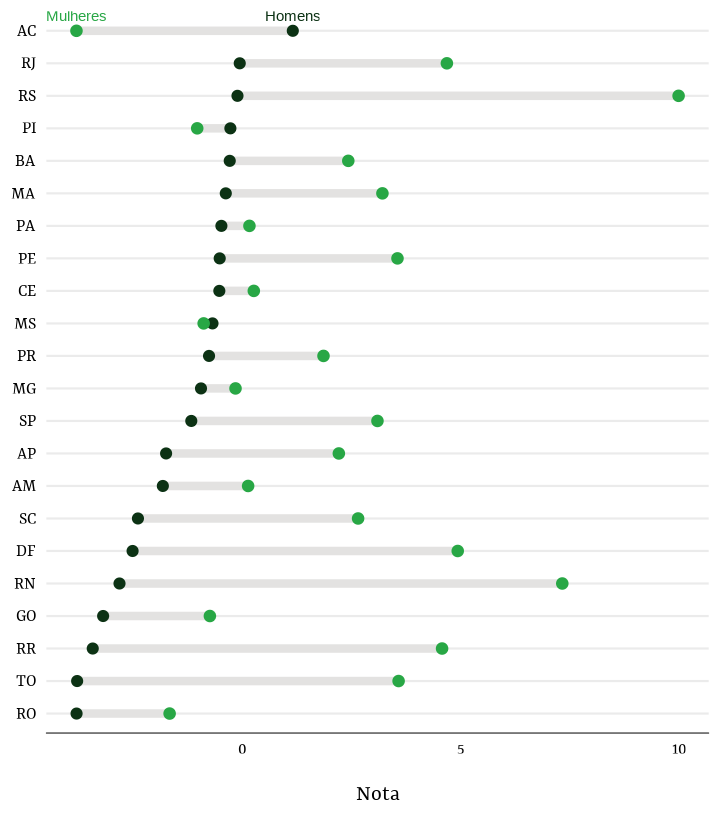 Mulheres Homens
AC
RJ
RS
PI
BA
MA
PA
PE
CE
MS
PR
MG
SP
AP
AM
SC
DF
RN
GO
RR
TO
RO
0 5 10
Nota